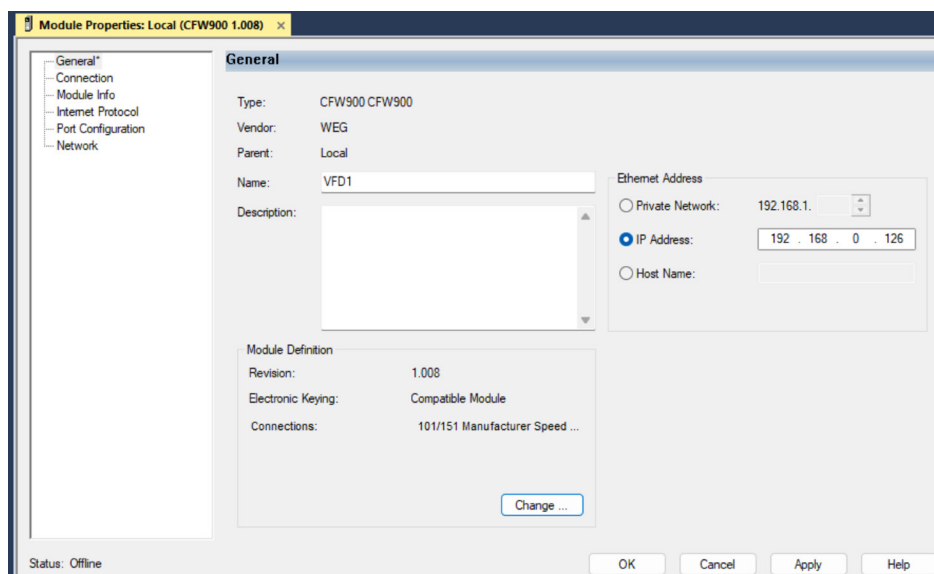 Module Properties: Local (CFW900 1.008) ×
General*
Connection
Module Info
Internet Protocol
Port Configuration
Network
General
Type: CFW900 CFW900
Vendor: WEG
Parent: Local
Name: VFD1
Description:
Ethernet Address
Private Network: 192.168.1.
IP Address: 192 . 168 . 0 . 126
Host Name:
Module Definition
Revision: 1.008
Electronic Keying: Compatible Module
Connections: 101/151 Manufacturer Speed ...
Change ...
Status: Offline
OK Cancel Apply Help